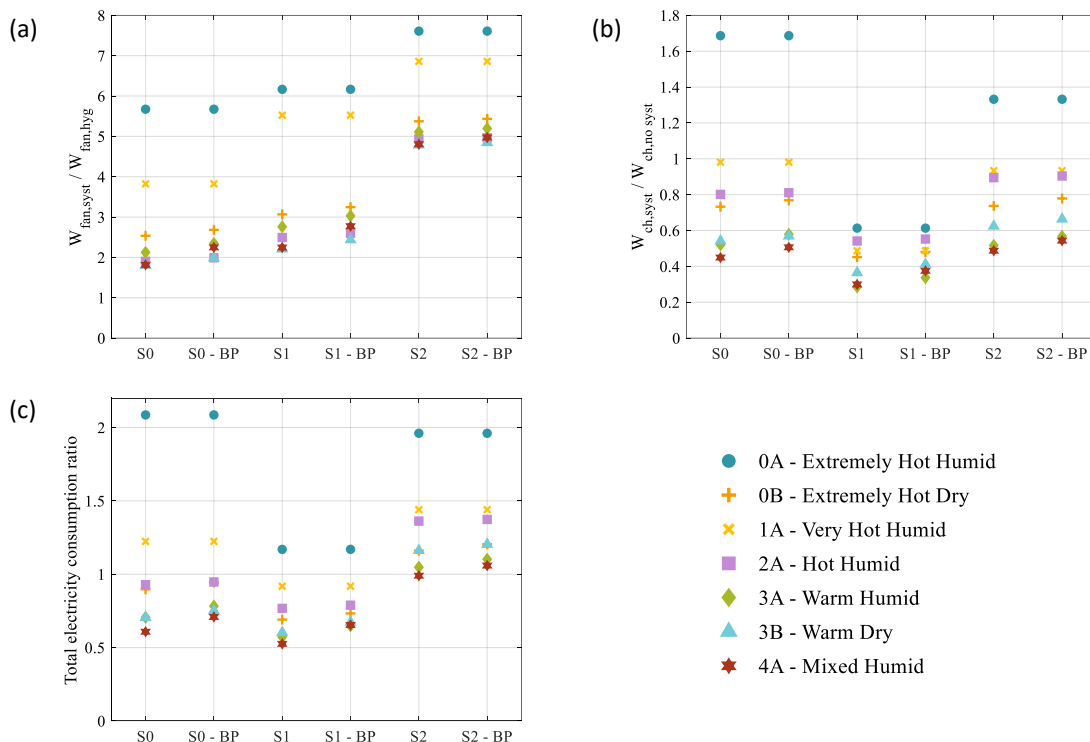 (a)
W_fan,syst / W_fan,hyg
8
7
6
5
4
3
2
1
0
S0 S0 - BP S1 S1 - BP S2 S2 - BP
(b)
W_ch,syst / W_ch,no syst
1.8
1.6
1.4
1.2
1
0.8
0.6
0.4
0.2
0
S0 S0 - BP S1 S1 - BP S2 S2 - BP
(c)
Total electricity consumption ratio
2
1.5
1
0.5
0
S0 S0 - BP S1 S1 - BP S2 S2 - BP
0A - Extremely Hot Humid
0B - Extremely Hot Dry
1A - Very Hot Humid
2A - Hot Humid
3A - Warm Humid
3B - Warm Dry
4A - Mixed Humid